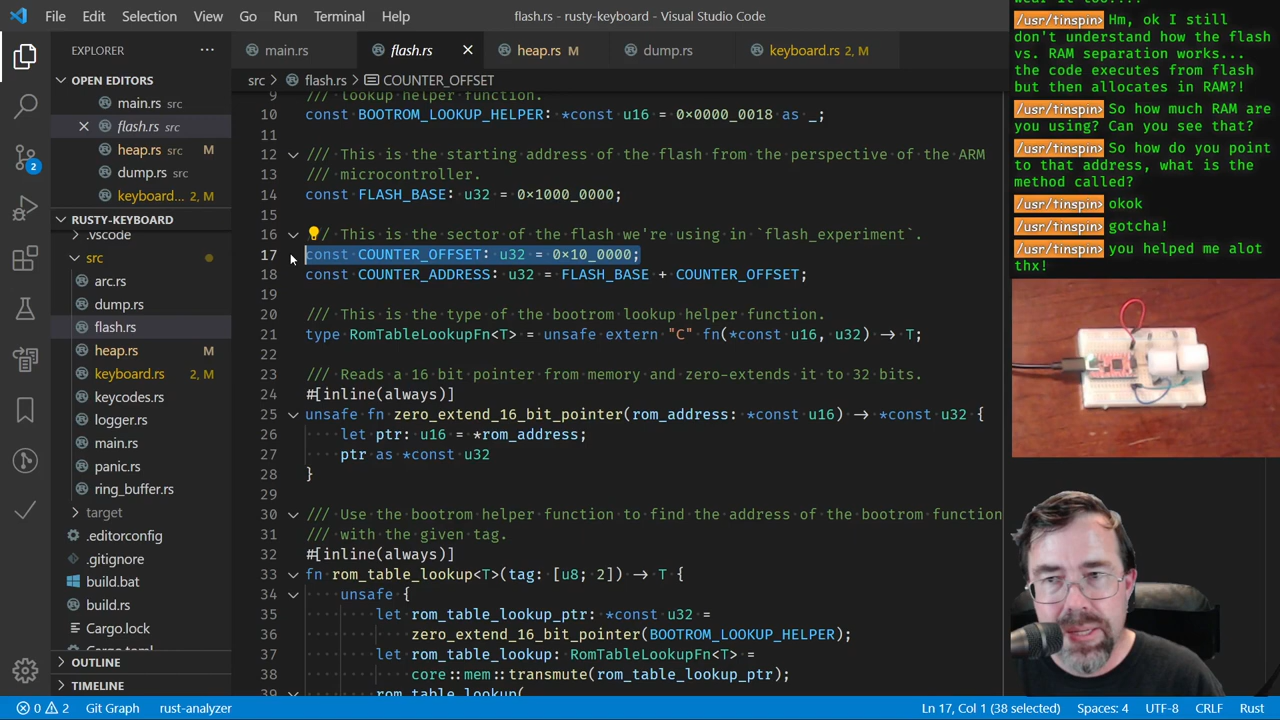 File Edit Selection View Go Run Terminal Help
flash.rs - rusty-keyboard - Visual Studio Code
EXPLORER
OPEN EDITORS
main.rs src
flash.rs src
heap.rs src M
dump.rs src
keyboard... 2, M
RUSTY-KEYBOARD
.vscode
src
arc.rs
dump.rs
flash.rs
heap.rs M
keyboard.rs 2, M
keycodes.rs
logger.rs
main.rs
panic.rs
ring_buffer.rs
target
.editorconfig
.gitignore
build.bat
build.rs
Cargo.lock
Cargo.toml
OUTLINE
TIMELINE
2
main.rs flash.rs heap.rs M dump.rs keyboard.rs 2, M
src > flash.rs > COUNTER_OFFSET
9 /// lookup helper function.
10 const BOOTROM_LOOKUP_HELPER: *const u16 = 0×0000_0018 as _;
11
12 /// This is the starting address of the flash from the perspective of the ARM
13 /// microcontroller.
14 const FLASH_BASE: u32 = 0×1000_0000;
15
16 is the sector of the flash we're using in `flash_experiment`.
17 const COUNTER_OFFSET: u32 = 0×10_0000;
18 const COUNTER_ADDRESS: u32 = FLASH_BASE + COUNTER_OFFSET;
19
20 /// This is the type of the bootrom lookup helper function.
21 type RomTableLookupFn<T> = unsafe extern "C" fn(*const u16, u32) → T;
22
23 /// Reads a 16 bit pointer from memory and zero-extends it to 32 bits.
24 #[inline(always)]
25 unsafe fn zero_extend_16_bit_pointer(rom_address: *const u16) → *const u32 {
26 let ptr: u16 = *rom_address;
27 ptr as *const u32
28 }
29
30 /// Use the bootrom helper function to find the address of the bootrom function
31 /// with the given tag.
32 #[inline(always)]
33 fn rom_table_lookup<T>(tag: [u8; 2]) → T {
34 unsafe {
35 let rom_table_lookup_ptr: *const u32 =
36 zero_extend_16_bit_pointer(BOOTROM_LOOKUP_HELPER);
37 let rom_table_lookup: RomTableLookupFn<T> =
38 core::mem::transmute(rom_table_lookup_ptr);
39 rom_table_lookup(
/usr/tinspin> Hm, ok I still
don't understand how the flash
vs. RAM separation works...
the code executes from flash
but then allocates in RAM?!
/usr/tinspin> So how much RAM are
you using? Can you see that?
/usr/tinspin> So how do you point
to that address, what is the
method called?
/usr/tinspin> okok
/usr/tinspin> gotcha!
/usr/tinspin> you helped me alot
thx!
0 2 Git Graph rust-analyzer
Ln 17, Col 1 (38 selected) Spaces: 4 UTF-8 CRLF Rust